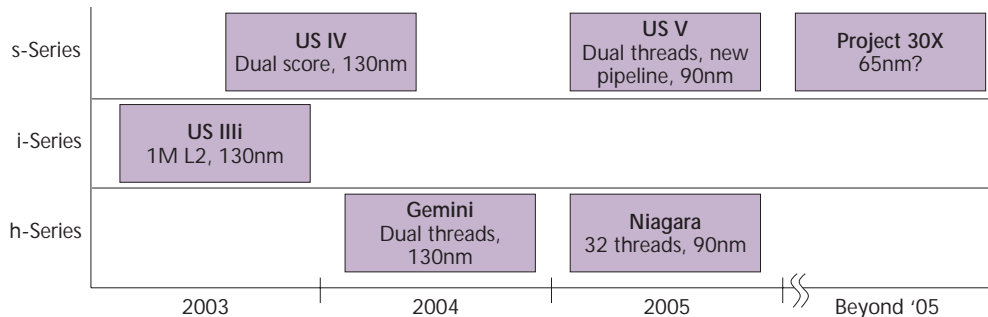 s-Series
US IV
Dual score, 130nm
US V
Dual threads, new
pipeline, 90nm
Project 30X
65nm?
i-Series
US IIIi
1M L2, 130nm
h-Series
Gemini
Dual threads,
130nm
Niagara
32 threads, 90nm
2003
2004
2005
Beyond '05